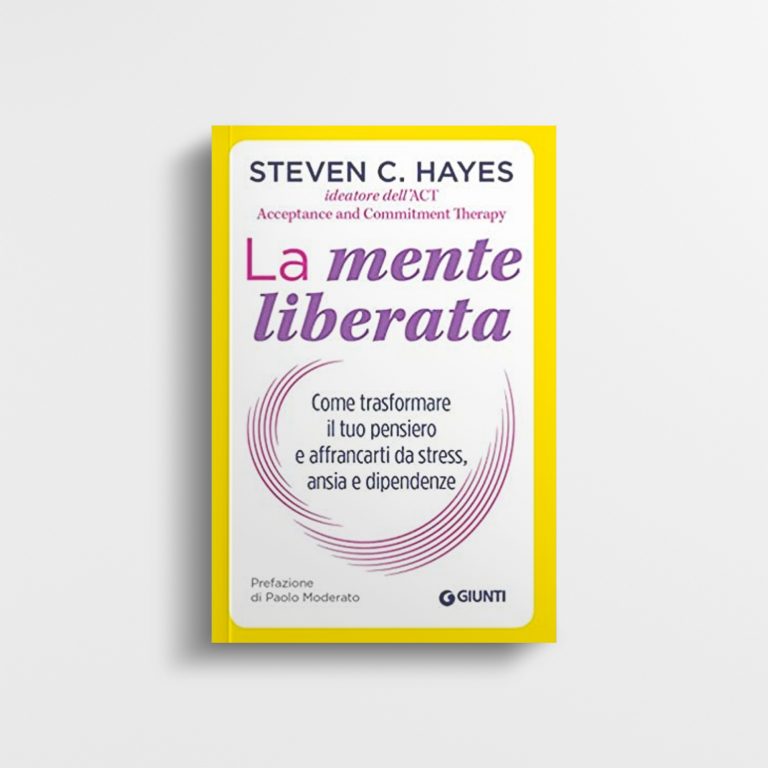 STEVEN C. HAYES
ideatore dell'ACT
Acceptance and Commitment Therapy
La mente
liberata
Come trasformare
il tuo pensiero
e affrancarti da stress,
ansia e dipendenze
Prefazione
di Paolo Moderato
GIUNTI